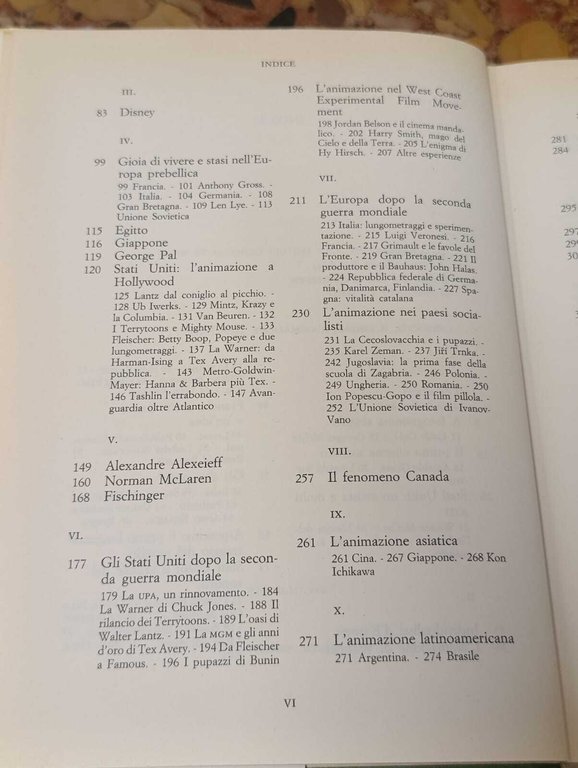 INDICE
III.
83 Disney
IV.
99 Gioia di vivere e stasi nell'Eu-
ropa prebellica
99 Francia. - 101 Anthony Gross. -
103 Italia. - 104 Germania. - 108
Gran Bretagna. - 109 Len Lye. - 113
Unione Sovietica
115 Egitto
116 Giappone
119 George Pal
120 Stati Uniti: l'animazione a
Hollywood
125 Lantz dal coniglio al picchio. -
128 Ub Iwerks. - 129 Mintz, Krazy e
la Columbia. - 131 Van Beuren. - 132
I Terrytoons e Mighty Mouse. - 133
Fleischer: Betty Boop, Popeye e due
lungometraggi. - 137 La Warner: da
Harman-Ising a Tex Avery alla re-
pubblica. - 143 Metro-Goldwin-
Mayer: Hanna & Barbera più Tex. -
146 Tashlin l'errabondo. - 147 Avan-
guardia oltre Atlantico
V.
149 Alexandre Alexeieff
160 Norman McLaren
168 Fischinger
VI.
177 Gli Stati Uniti dopo la secon-
da guerra mondiale
179 La UPA, un rinnovamento. - 184
La Warner di Chuck Jones. - 188 Il
rilancio dei Terrytoons. - 189 L'oasi di
Walter Lantz. - 191 La MGM e gli anni
d'oro di Tex Avery. - 194 Da Fleischer
a Famous. - 196 I pupazzi di Bunin
196 L'animazione nel West Coast
Experimental Film Move-
ment
198 Jordan Belson e il cinema manda-
lico. - 202 Harry Smith, mago del
Cielo e della Terra. - 205 L'enigma di
Hy Hirsch. - 207 Altre esperienze
VII.
211 L'Europa dopo la seconda
guerra mondiale
213 Italia: lungometraggi e sperimen-
tazione. - 215 Luigi Veronesi. - 216
Francia. - 217 Grimault e le favole del
Fronte. - 219 Gran Bretagna. - 221 Il
produttore e il Bauhaus: John Halas.
- 224 Repubblica federale di Germa-
nia, Danimarca, Finlandia. - 227 Spa-
gna: vitalità catalana
230 L'animazione nei paesi socia-
listi
231 La Cecoslovacchia e i pupazzi. -
235 Karel Zeman. - 237 Jiří Trnka. -
242 Jugoslavia: la prima fase della
scuola di Zagabria. - 246 Polonia. -
249 Ungheria. - 250 Romania. - 250
Ion Popescu-Gopo e il film pillola. -
252 L'Unione Sovietica di Ivanov-
Vano
VIII.
257 Il fenomeno Canada
IX.
261 L'animazione asiatica
261 Cina. - 267 Giappone. - 268 Kon
Ichikawa
X.
271 L'animazione latinoamericana
271 Argentina. - 274 Brasile
VI
281
284
295
297